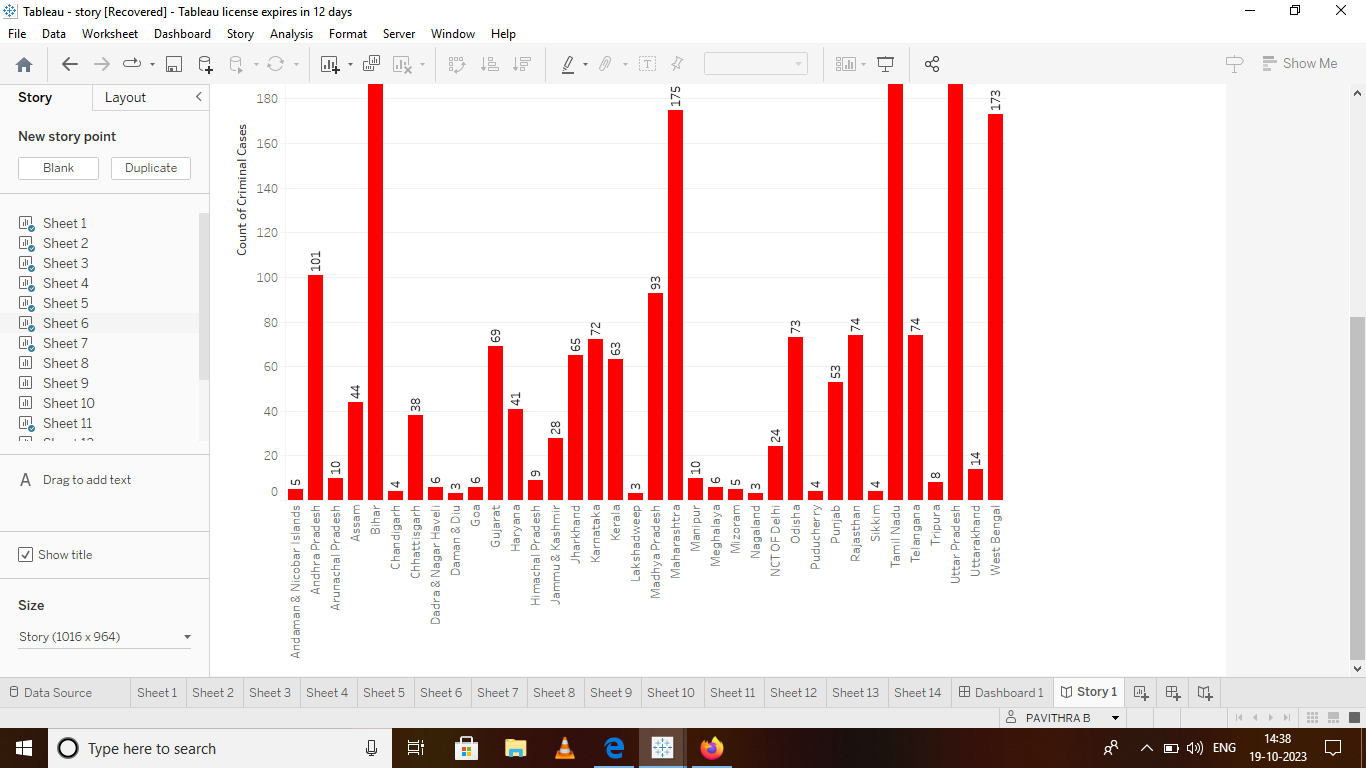 Tableau - story [Recovered] - Tableau license expires in 12 days
File Data Worksheet Dashboard Story Analysis Format Server Window Help
Show Me
Story Layout
New story point
Blank Duplicate
Sheet 1
Sheet 2
Sheet 3
Sheet 4
Sheet 5
Sheet 6
Sheet 7
Sheet 8
Sheet 9
Sheet 10
Sheet 11
A Drag to add text
Show title
Size
Story (1016 x 964)
Count of Criminal Cases
180
160
140
120
100
80
60
40
20
0
5 101 10 44 4 38 6 3 6 69 41 9 28 65 72 63 3 93 175 10 6 5 3 24 73 4 53 74 4 74 8 14 173
Andaman & Nicobar Islands
Andhra Pradesh
Arunachal Pradesh
Assam
Bihar
Chandigarh
Chhattisgarh
Dadra & Nagar Haveli
Daman & Diu
Goa
Gujarat
Haryana
Himachal Pradesh
Jammu & Kashmir
Jharkhand
Karnataka
Kerala
Lakshadweep
Madhya Pradesh
Maharashtra
Manipur
Meghalaya
Mizoram
Nagaland
NCT OF Delhi
Odisha
Puducherry
Punjab
Rajasthan
Sikkim
Tamil Nadu
Telangana
Tripura
Uttar Pradesh
Uttarakhand
West Bengal
Data Source Sheet 1 Sheet 2 Sheet 3 Sheet 4 Sheet 5 Sheet 6 Sheet 7 Sheet 8 Sheet 9 Sheet 10 Sheet 11 Sheet 12 Sheet 13 Sheet 14 Dashboard 1 Story 1
PAVITHRA B
Type here to search
ENG
14:38
19-10-2023